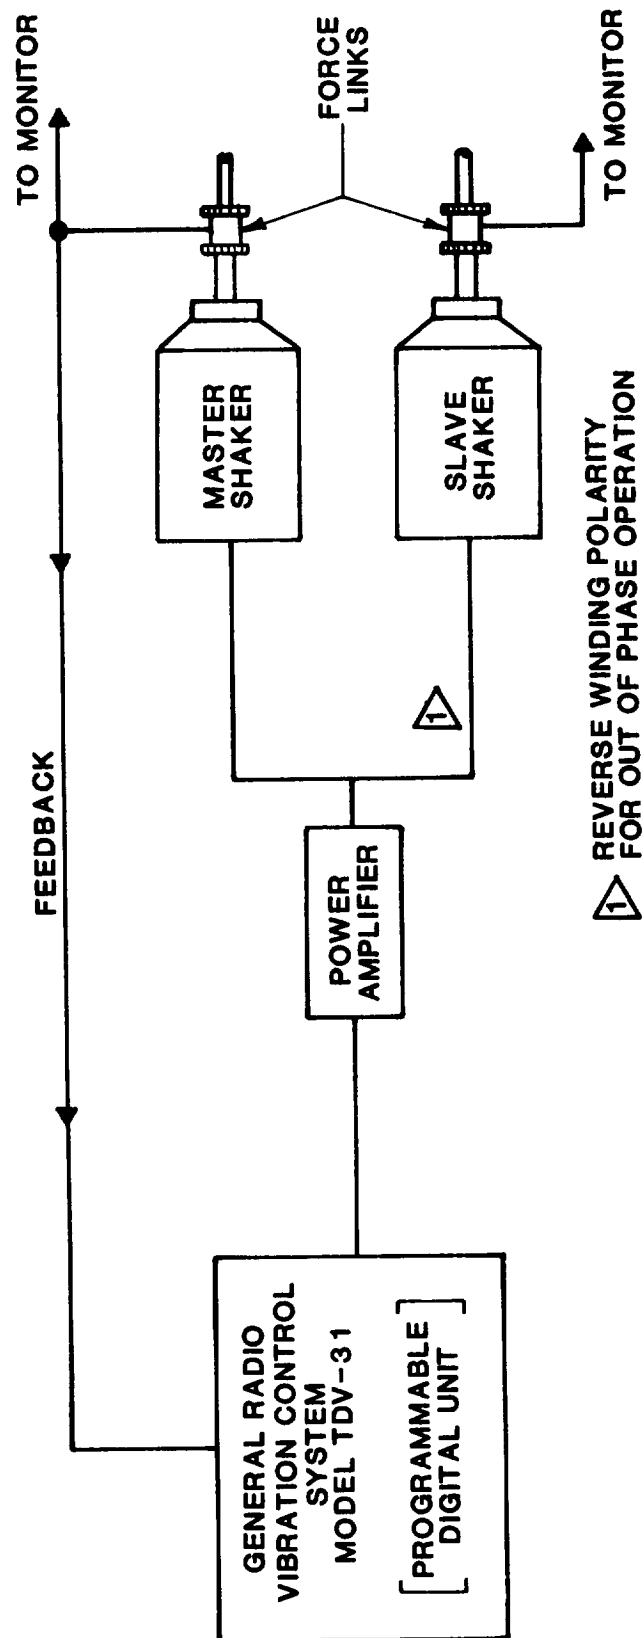 GENERAL RADIO
VIBRATION CONTROL
SYSTEM
MODEL TDV-31
[PROGRAMMABLE
DIGITAL UNIT]
FEEDBACK
POWER
AMPLIFIER
1
MASTER
SHAKER
SLAVE
SHAKER
TO MONITOR
FORCE
LINKS
TO MONITOR
1 REVERSE WINDING POLARITY
FOR OUT OF PHASE OPERATION